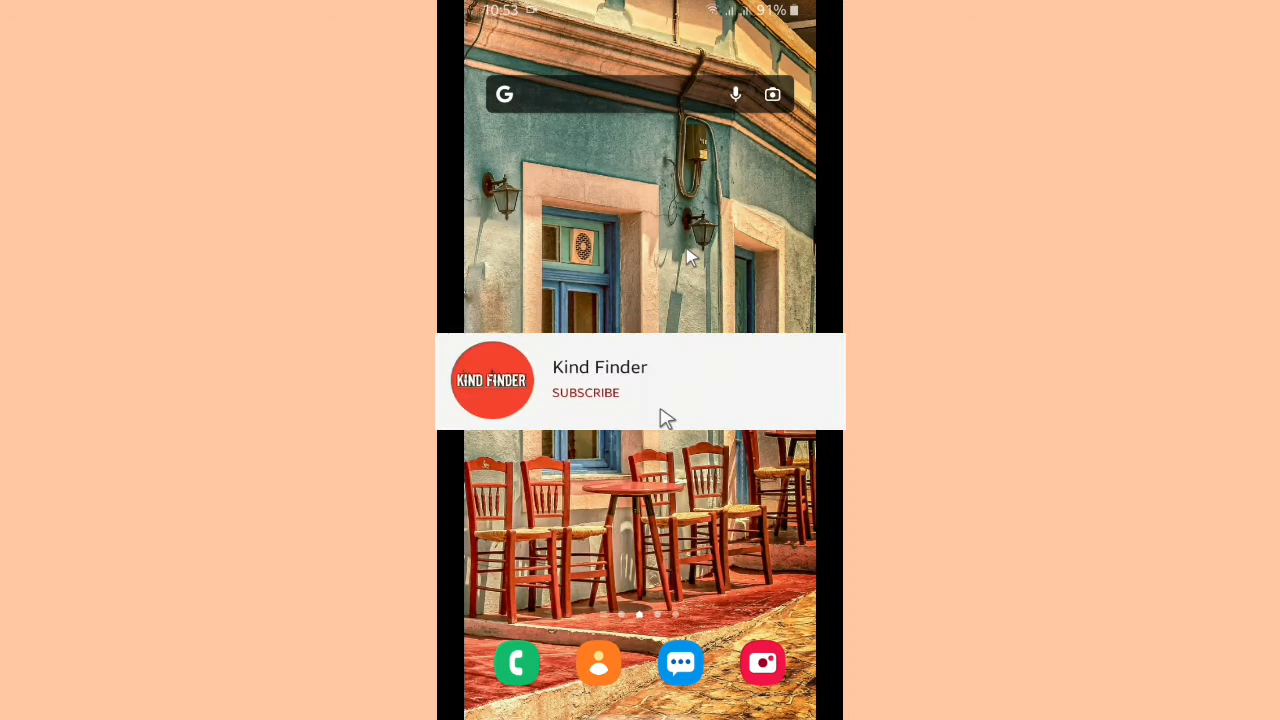 10:53
91%
G
Kind Finder
KIND FINDER
SUBSCRIBE